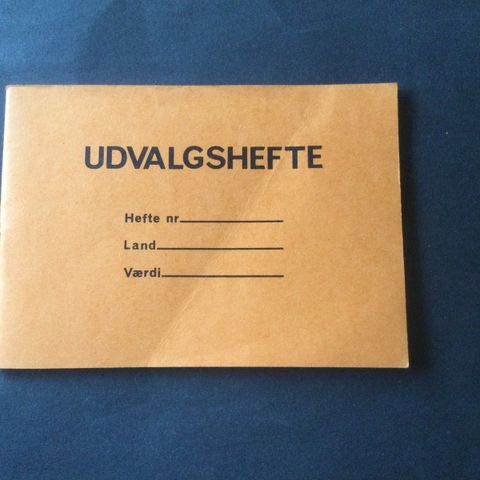 UDVALGSHEFTE
Hefte nr
Land
Værdi